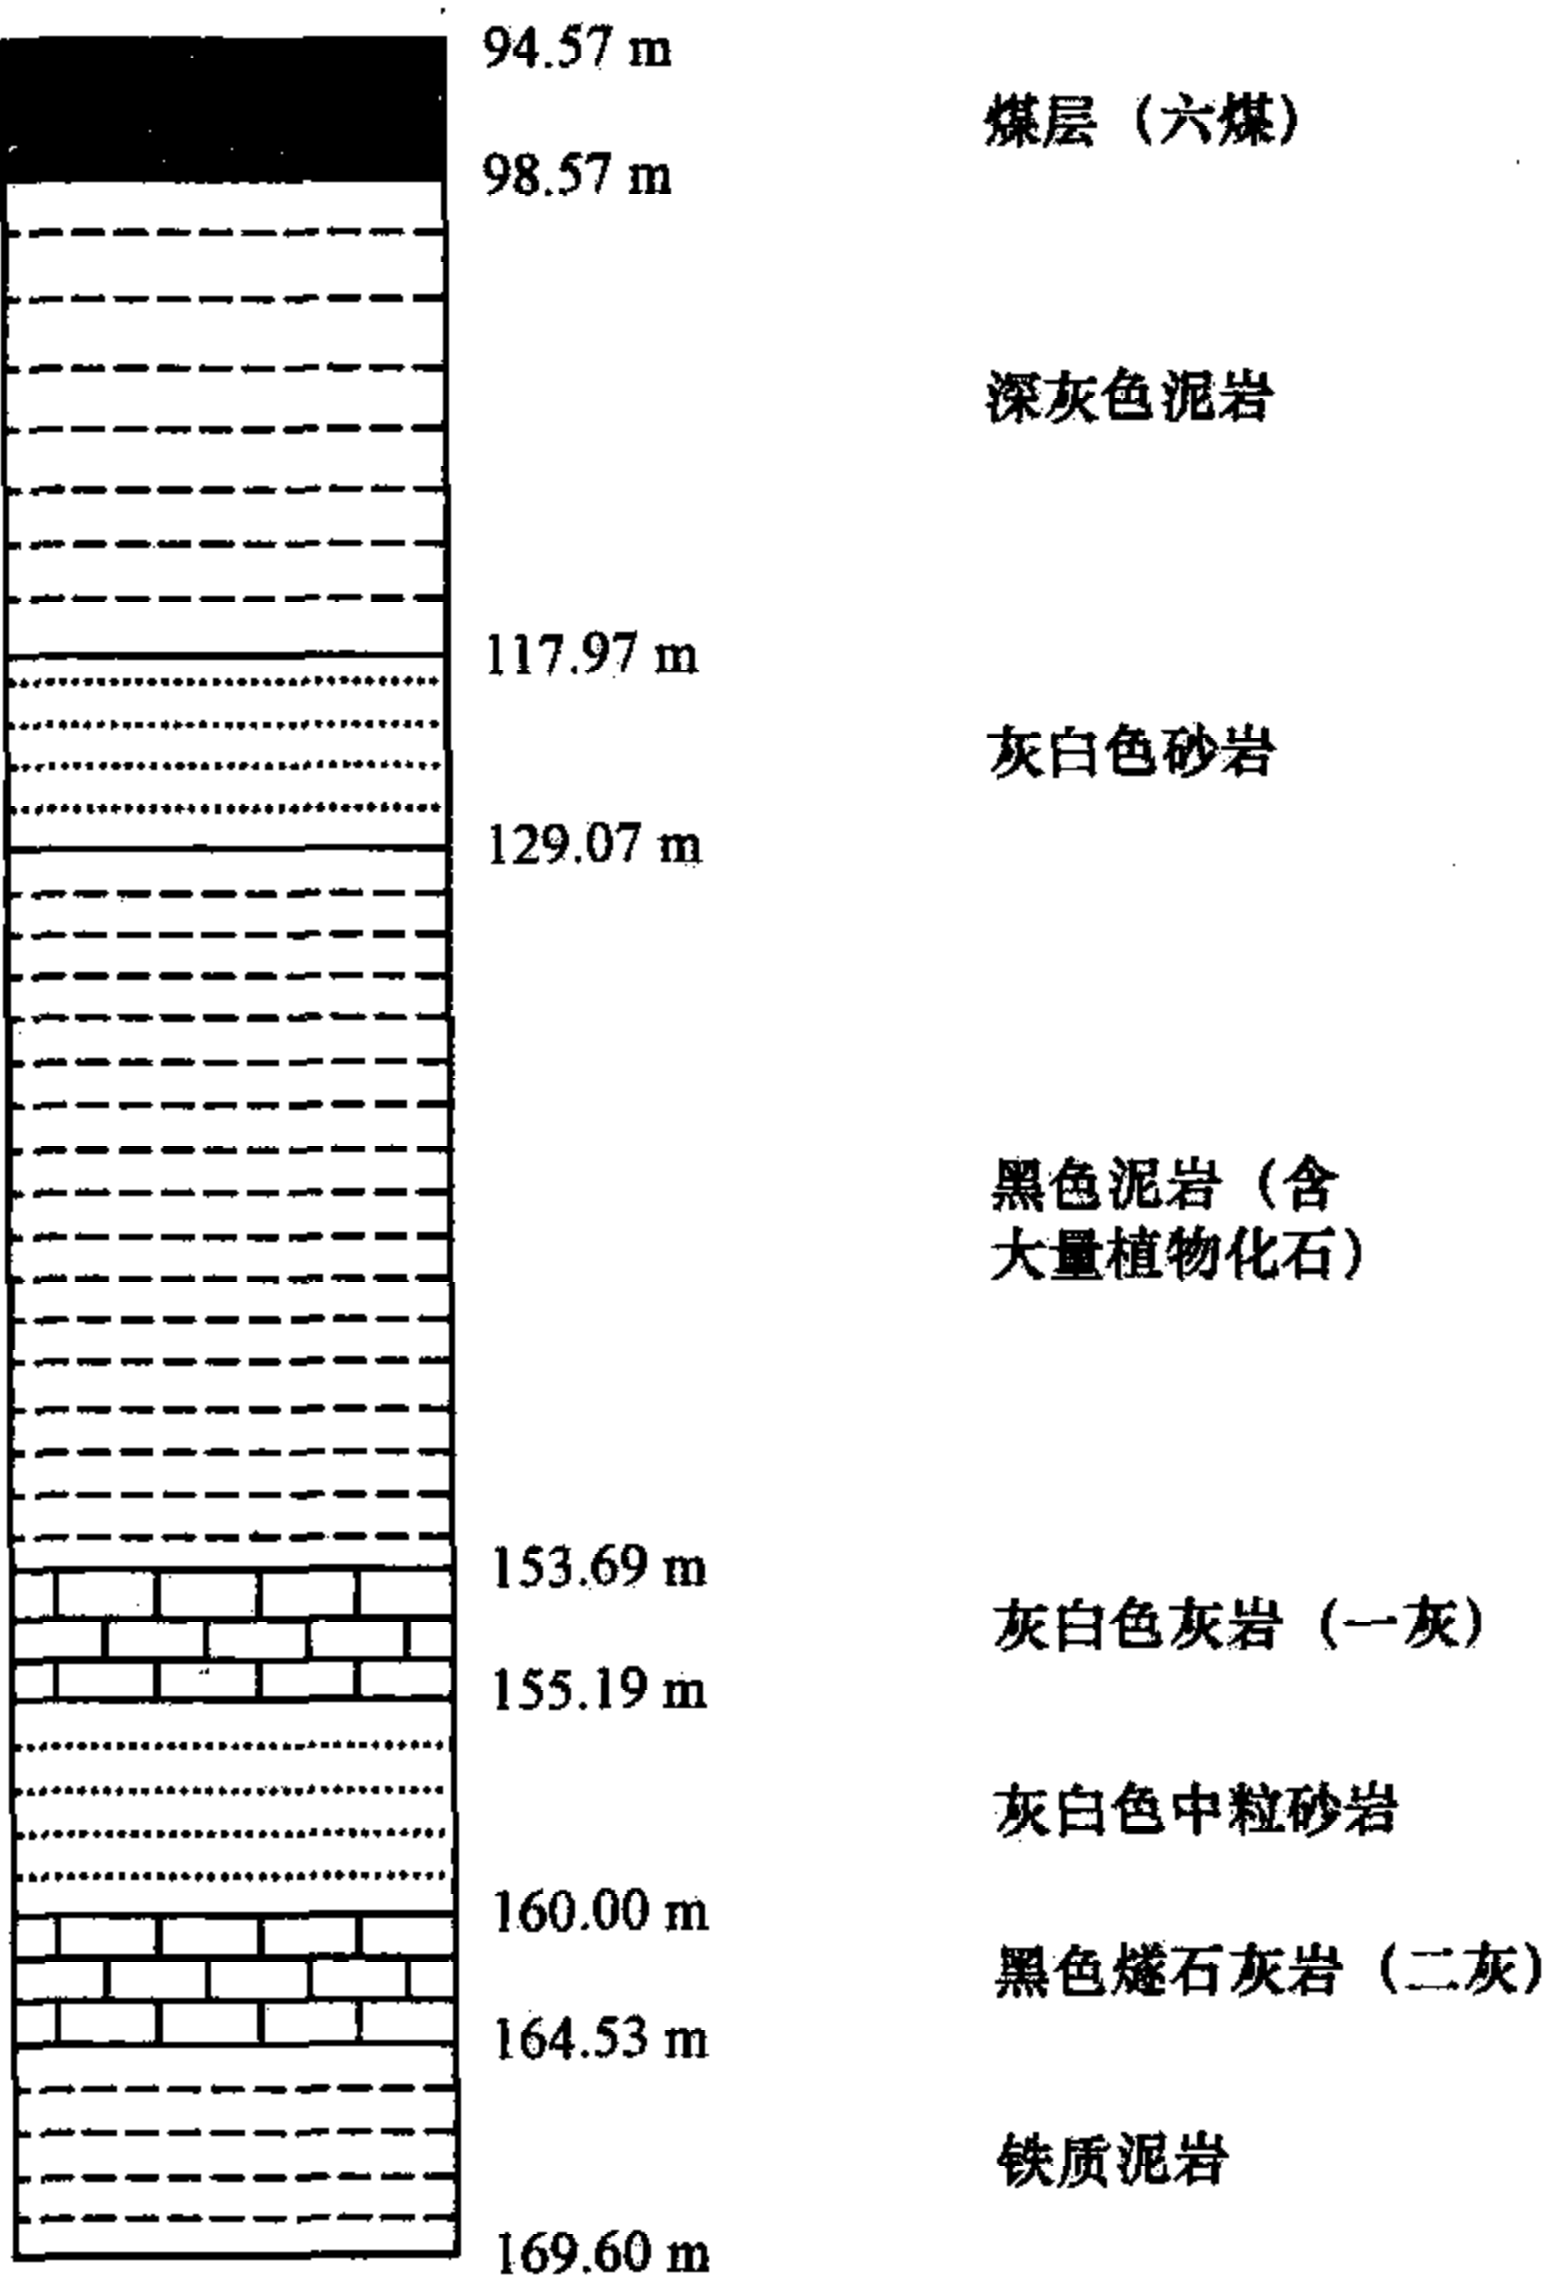 94.57 m
煤层（六煤）
98.57 m
深灰色泥岩
117.97 m
灰白色砂岩
129.07 m
黑色泥岩（含
大量植物化石）
153.69 m
灰白色灰岩（一灰）
155.19 m
灰白色中粒砂岩
160.00 m
黑色燧石灰岩（二灰）
164.53 m
铁质泥岩
169.60 m